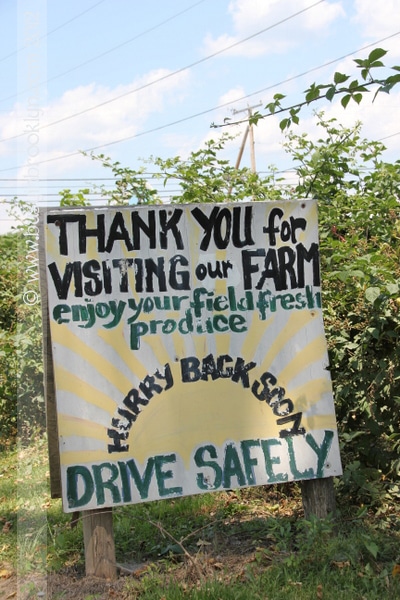 THANK YOU for
VISITING our FARM
enjoy your field fresh
produce
HURRY BACK SOON
DRIVE SAFELY